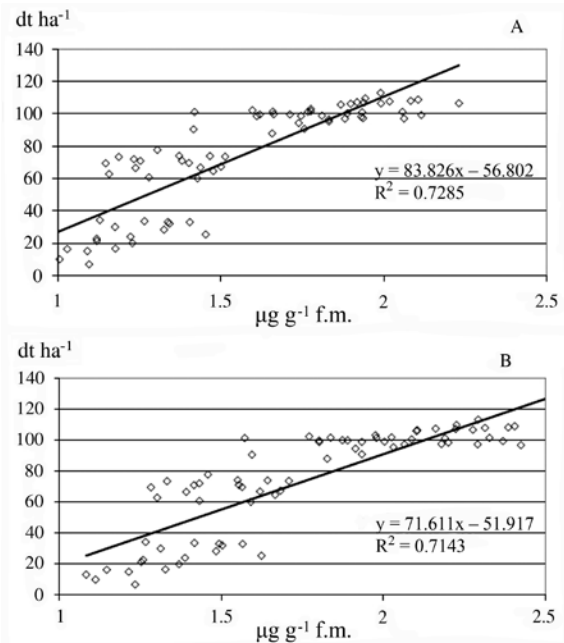 dt ha⁻¹
A
140
120
100
80
60
40
20
0
y = 83.826x – 56.802
R² = 0.7285
1 1.5 2 2.5
µg g⁻¹ f.m.
dt ha⁻¹
B
140
120
100
80
60
40
20
0
y = 71.611x – 51.917
R² = 0.7143
1 1.5 2 2.5
µg g⁻¹ f.m.